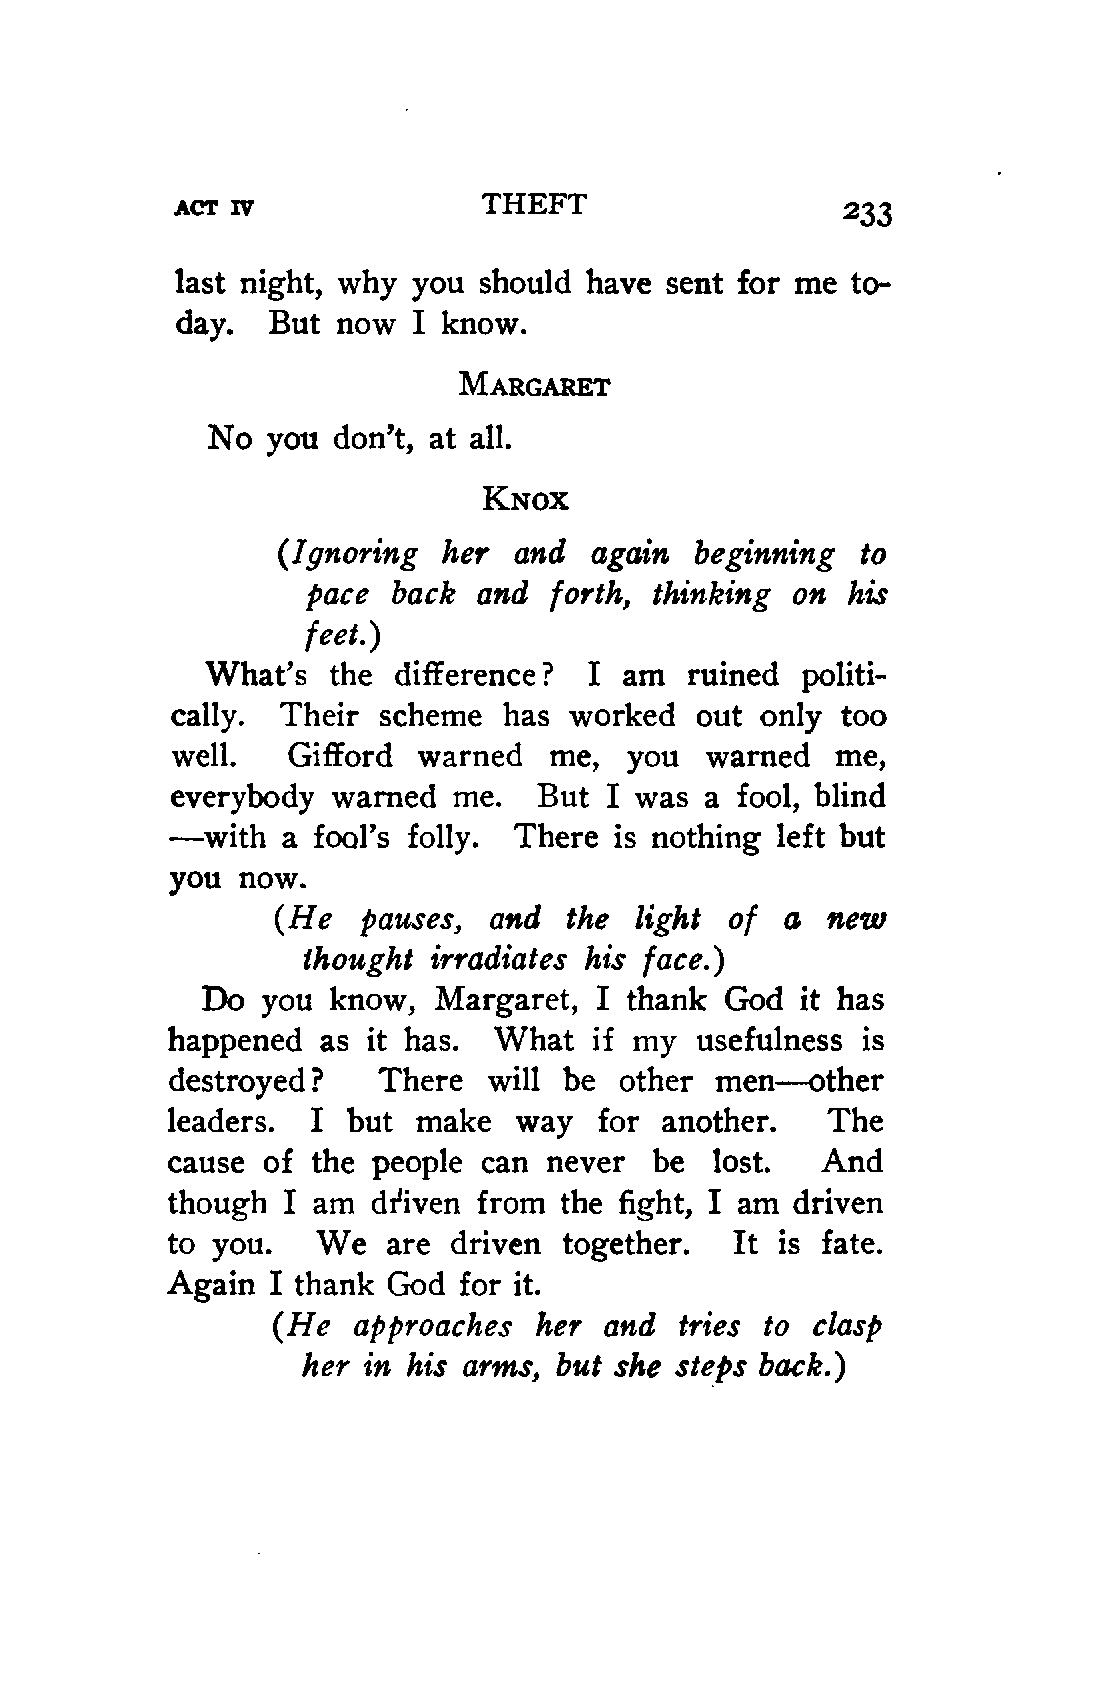 ACT IV THEFT 233
last night, why you should have sent for me to-
day. But now I know.
MARGARET
No you don't, at all.
KNOX
(Ignoring her and again beginning to
pace back and forth, thinking on his
feet.)
What's the difference? I am ruined politi-
cally. Their scheme has worked out only too
well. Gifford warned me, you warned me,
everybody warned me. But I was a fool, blind
—with a fool's folly. There is nothing left but
you now.
(He pauses, and the light of a new
thought irradiates his face.)
Do you know, Margaret, I thank God it has
happened as it has. What if my usefulness is
destroyed? There will be other men—other
leaders. I but make way for another. The
cause of the people can never be lost. And
though I am driven from the fight, I am driven
to you. We are driven together. It is fate.
Again I thank God for it.
(He approaches her and tries to clasp
her in his arms, but she steps back.)